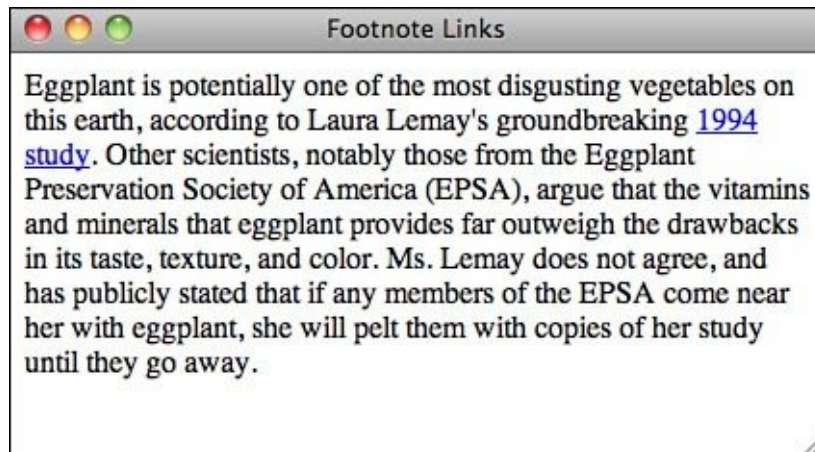 Footnote Links
Eggplant is potentially one of the most disgusting vegetables on
this earth, according to Laura Lemay's groundbreaking 1994
study. Other scientists, notably those from the Eggplant
Preservation Society of America (EPSA), argue that the vitamins
and minerals that eggplant provides far outweigh the drawbacks
in its taste, texture, and color. Ms. Lemay does not agree, and
has publicly stated that if any members of the EPSA come near
her with eggplant, she will pelt them with copies of her study
until they go away.